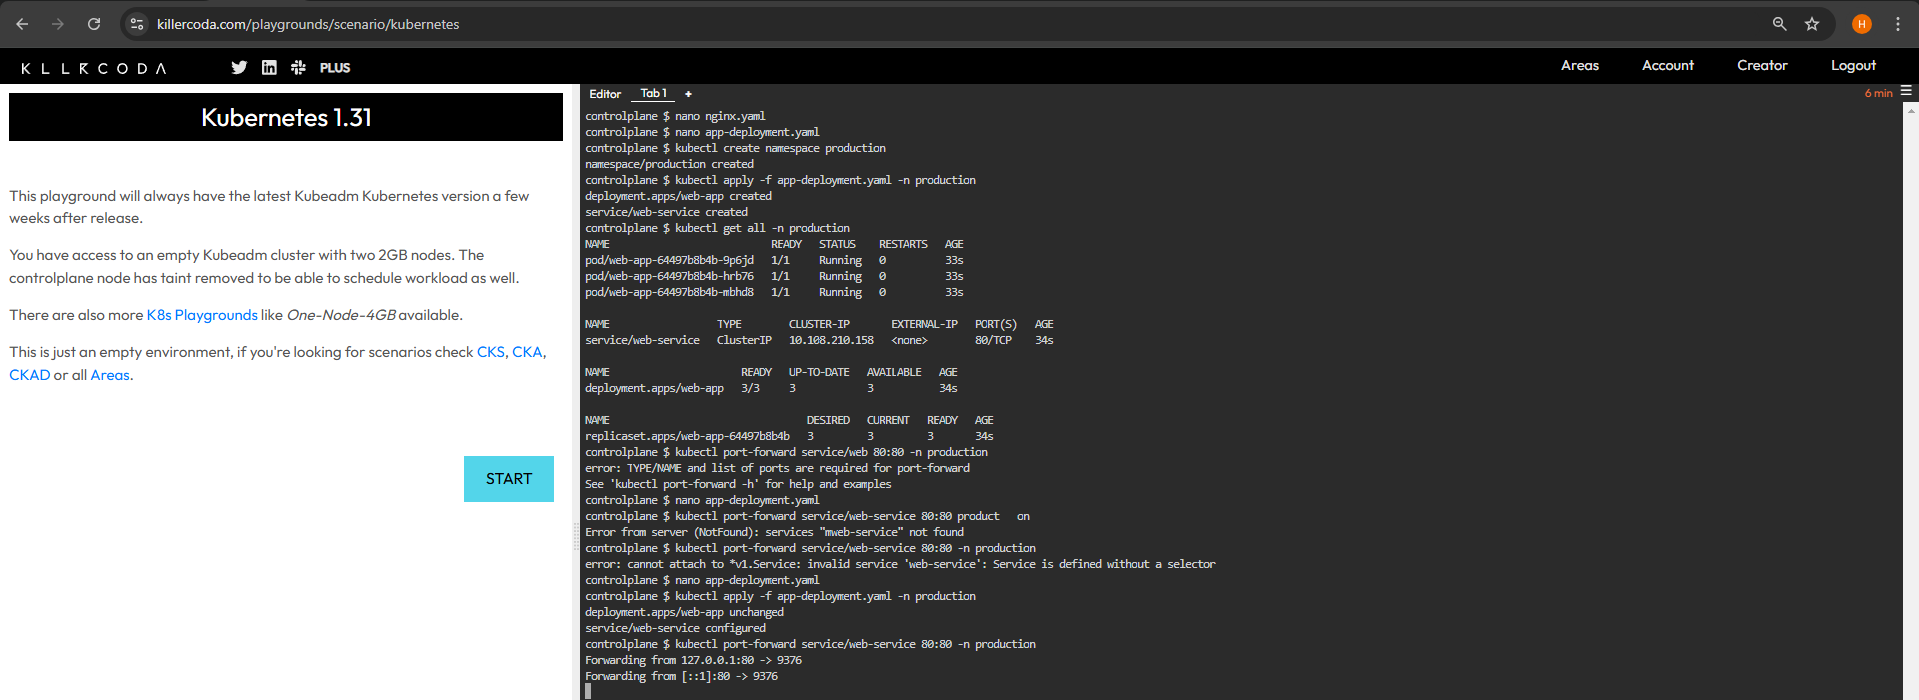 killercoda.com/playgrounds/scenario/kubernetes
H
KLLRCODA
PLUS
Areas
Account
Creator
Logout
Kubernetes 1.31
This playground will always have the latest Kubeadm Kubernetes version a few
weeks after release.
You have access to an empty Kubeadm cluster with two 2GB nodes. The
controlplane node has taint removed to be able to schedule workload as well.
There are also more K8s Playgrounds like One-Node-4GB available.
This is just an empty environment, if you're looking for scenarios check CKS, CKA,
CKAD or all Areas.
START
Editor Tab 1 +
6 min
controlplane $ nano nginx.yaml
controlplane $ nano app-deployment.yaml
controlplane $ kubectl create namespace production
namespace/production created
controlplane $ kubectl apply -f app-deployment.yaml -n production
deployment.apps/web-app created
service/web-service created
controlplane $ kubectl get all -n production
NAME READY STATUS RESTARTS AGE
pod/web-app-64497b8b4b-9p6jd 1/1 Running 0 33s
pod/web-app-64497b8b4b-hrb76 1/1 Running 0 33s
pod/web-app-64497b8b4b-mbhd8 1/1 Running 0 33s
NAME TYPE CLUSTER-IP EXTERNAL-IP PORT(S) AGE
service/web-service ClusterIP 10.108.210.158 <none> 80/TCP 34s
NAME READY UP-TO-DATE AVAILABLE AGE
deployment.apps/web-app 3/3 3 3 34s
NAME DESIRED CURRENT READY AGE
replicaset.apps/web-app-64497b8b4b 3 3 3 34s
controlplane $ kubectl port-forward service/web 80:80 -n production
error: TYPE/NAME and list of ports are required for port-forward
See 'kubectl port-forward -h' for help and examples
controlplane $ nano app-deployment.yaml
controlplane $ kubectl port-forward service/web-service 80:80 product on
Error from server (NotFound): services "mweb-service" not found
controlplane $ kubectl port-forward service/web-service 80:80 -n production
error: cannot attach to *v1.Service: invalid service 'web-service': Service is defined without a selector
controlplane $ nano app-deployment.yaml
controlplane $ kubectl apply -f app-deployment.yaml -n production
deployment.apps/web-app unchanged
service/web-service configured
controlplane $ kubectl port-forward service/web-service 80:80 -n production
Forwarding from 127.0.0.1:80 -> 9376
Forwarding from [::1]:80 -> 9376